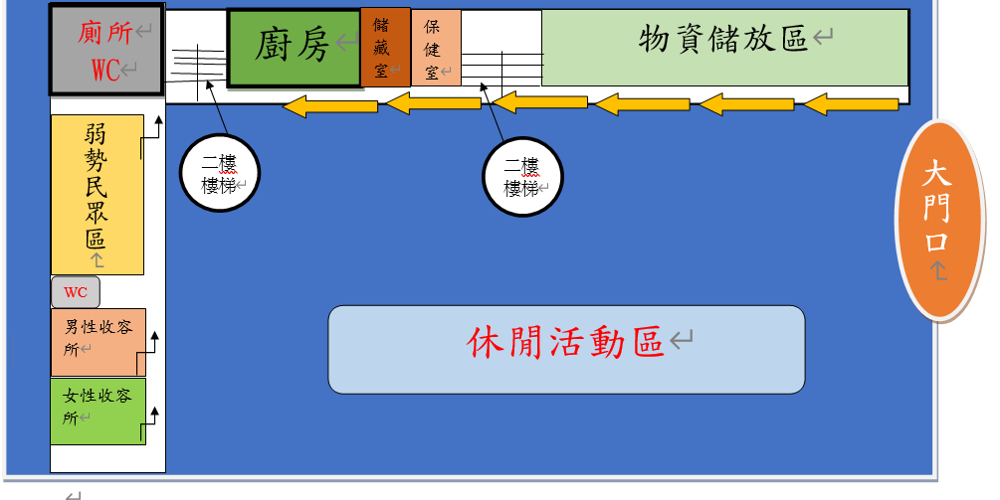 廁所
WC
廚房
儲藏室
保健室
物資儲放區
二樓
樓梯
二樓
樓梯
大門口
弱勢民眾區
WC
男性收容
所
女性收容
所
休閒活動區